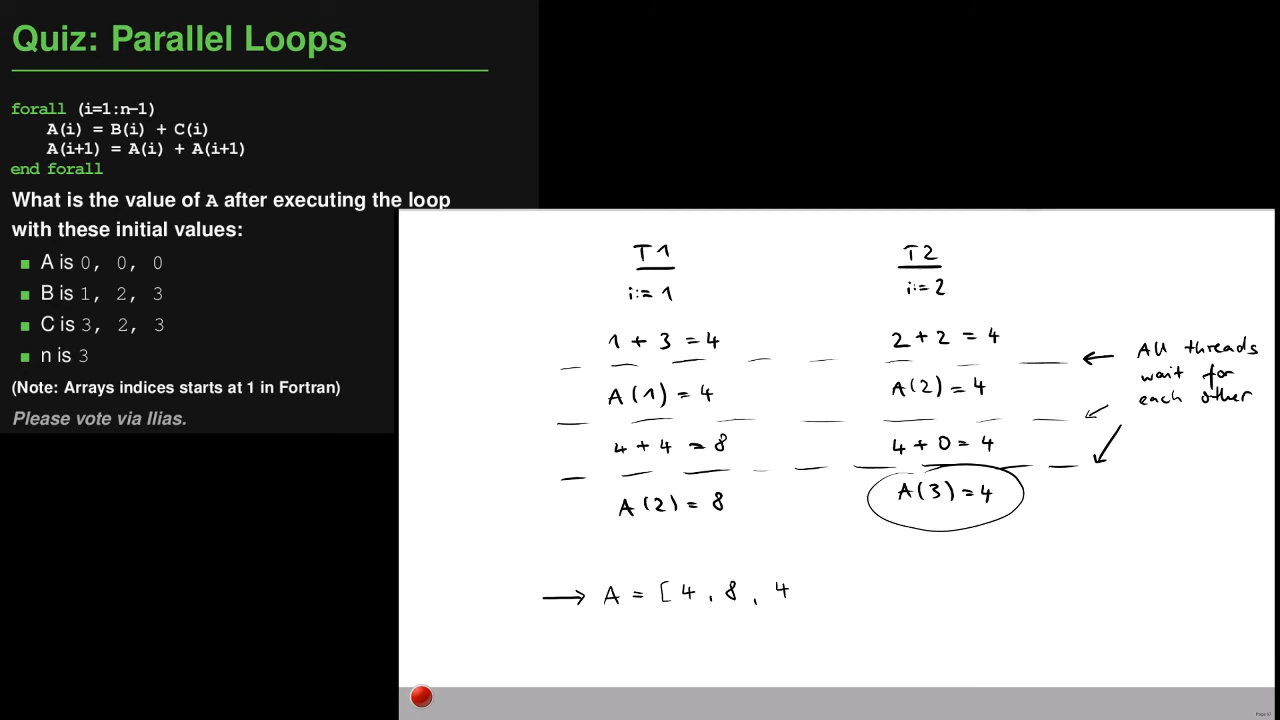 Quiz: Parallel Loops
forall (i=1:n-1)
A(i) = B(i) + C(i)
A(i+1) = A(i) + A(i+1)
end forall
What is the value of A after executing the loop
with these initial values:
A is 0, 0, 0
B is 1, 2, 3
C is 3, 2, 3
n is 3
(Note: Arrays indices starts at 1 in Fortran)
Please vote via Ilias.
T1 T2
i:= 1 i:= 2
1 + 3 = 4 2 + 2 = 4
All threads
wait for
each other
A(1) = 4 A(2) = 4
4 + 4 = 8 4 + 0 = 4
A(2) = 8 A(3) = 4
→ A = [ 4 , 8 , 4